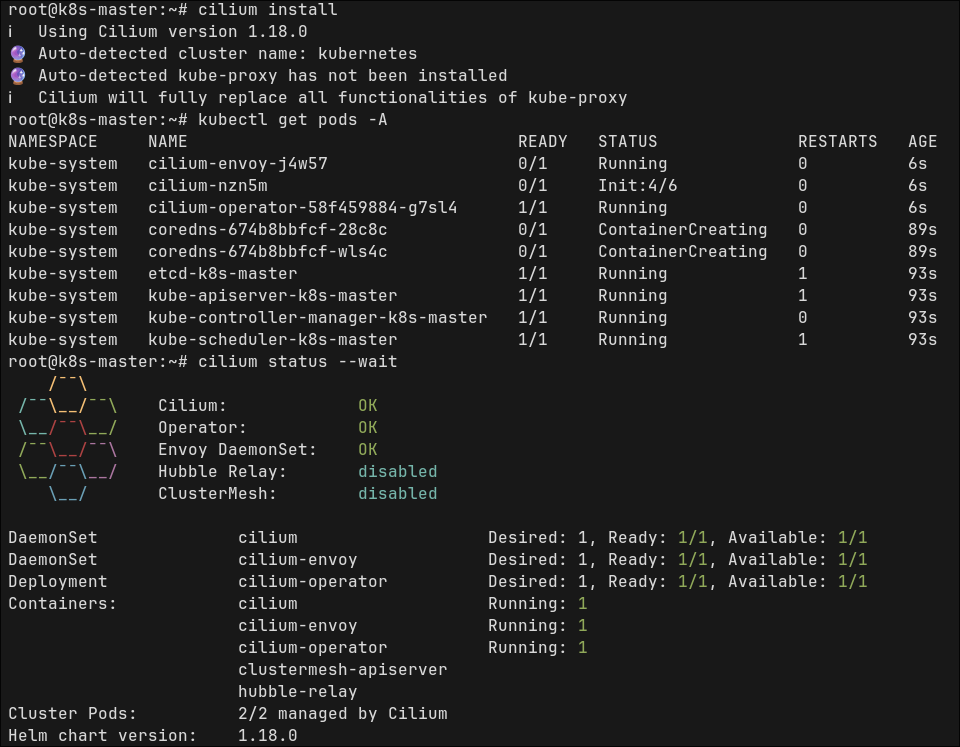 root@k8s-master:~# cilium install
ℹ️  Using Cilium version 1.18.0
🔮 Auto-detected cluster name: kubernetes
🔮 Auto-detected kube-proxy has not been installed
ℹ️  Cilium will fully replace all functionalities of kube-proxy
root@k8s-master:~# kubectl get pods -A
NAMESPACE     NAME                                 READY   STATUS              RESTARTS   AGE
kube-system   cilium-envoy-j4w57                   0/1     Running             0          6s
kube-system   cilium-nzn5m                         0/1     Init:4/6            0          6s
kube-system   cilium-operator-58f459884-g7sl4      1/1     Running             0          6s
kube-system   coredns-674b8bbfcf-28c8c             0/1     ContainerCreating   0          89s
kube-system   coredns-674b8bbfcf-wls4c             0/1     ContainerCreating   0          89s
kube-system   etcd-k8s-master                      1/1     Running             1          93s
kube-system   kube-apiserver-k8s-master            1/1     Running             1          93s
kube-system   kube-controller-manager-k8s-master   1/1     Running             0          93s
kube-system   kube-scheduler-k8s-master            1/1     Running             1          93s
root@k8s-master:~# cilium status --wait
    /¯¯\
 /¯¯\__/¯¯\    Cilium:             OK
 \__/¯¯\__/    Operator:           OK
 /¯¯\__/¯¯\    Envoy DaemonSet:    OK
 \__/¯¯\__/    Hubble Relay:       disabled
    \__/       ClusterMesh:        disabled

DaemonSet              cilium                   Desired: 1, Ready: 1/1, Available: 1/1
DaemonSet              cilium-envoy             Desired: 1, Ready: 1/1, Available: 1/1
Deployment             cilium-operator          Desired: 1, Ready: 1/1, Available: 1/1
Containers:            cilium                   Running: 1
                       cilium-envoy             Running: 1
                       cilium-operator          Running: 1
                       clustermesh-apiserver
                       hubble-relay
Cluster Pods:          2/2 managed by Cilium
Helm chart version:    1.18.0